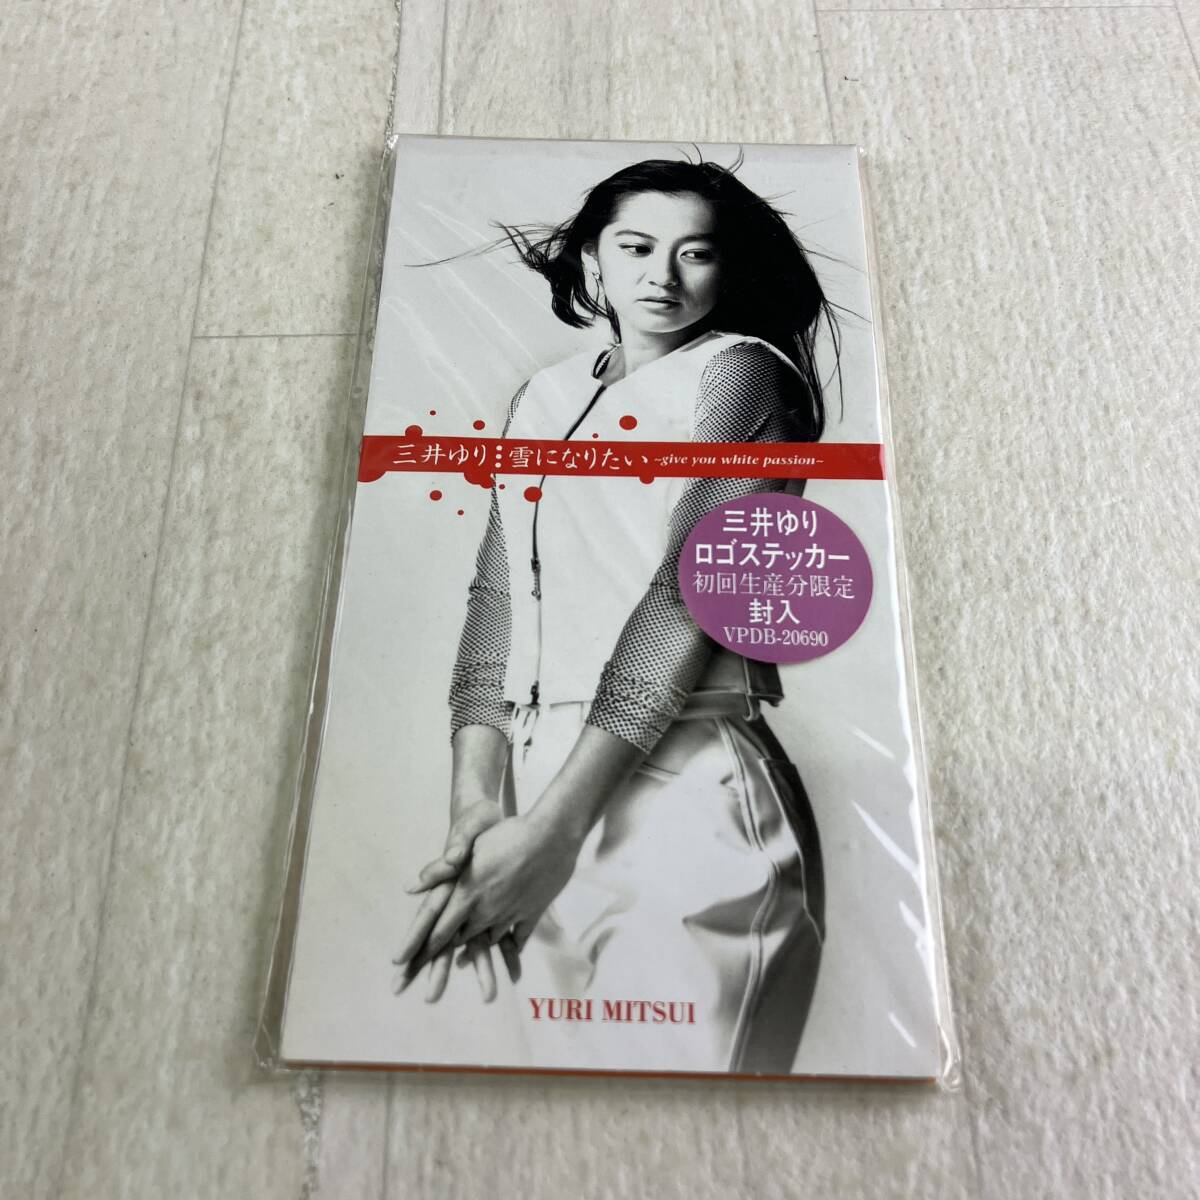 三井ゆり⋮雪になりたい ~give you white passion~
三井ゆり
ロゴステッカー
初回生産分限定
封入
VPDB-20690
YURI MITSUI